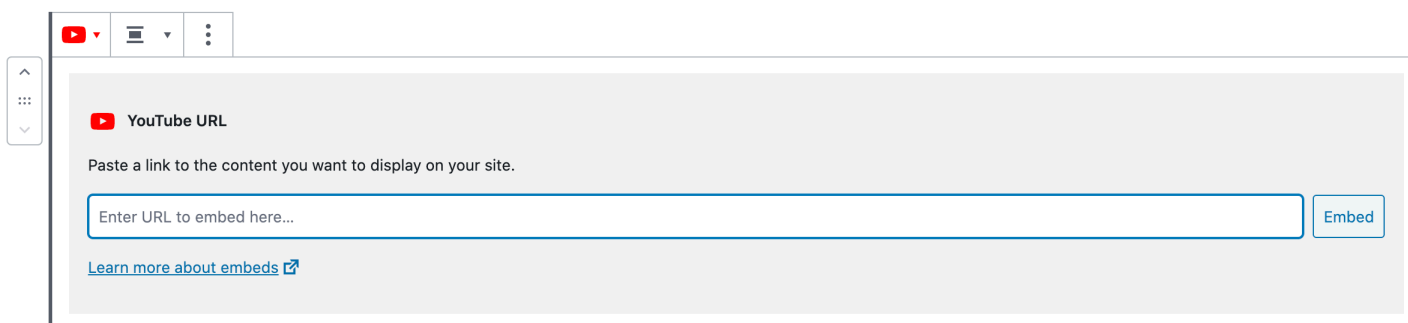 YouTube URL
Paste a link to the content you want to display on your site.
Enter URL to embed here...
Embed
Learn more about embeds